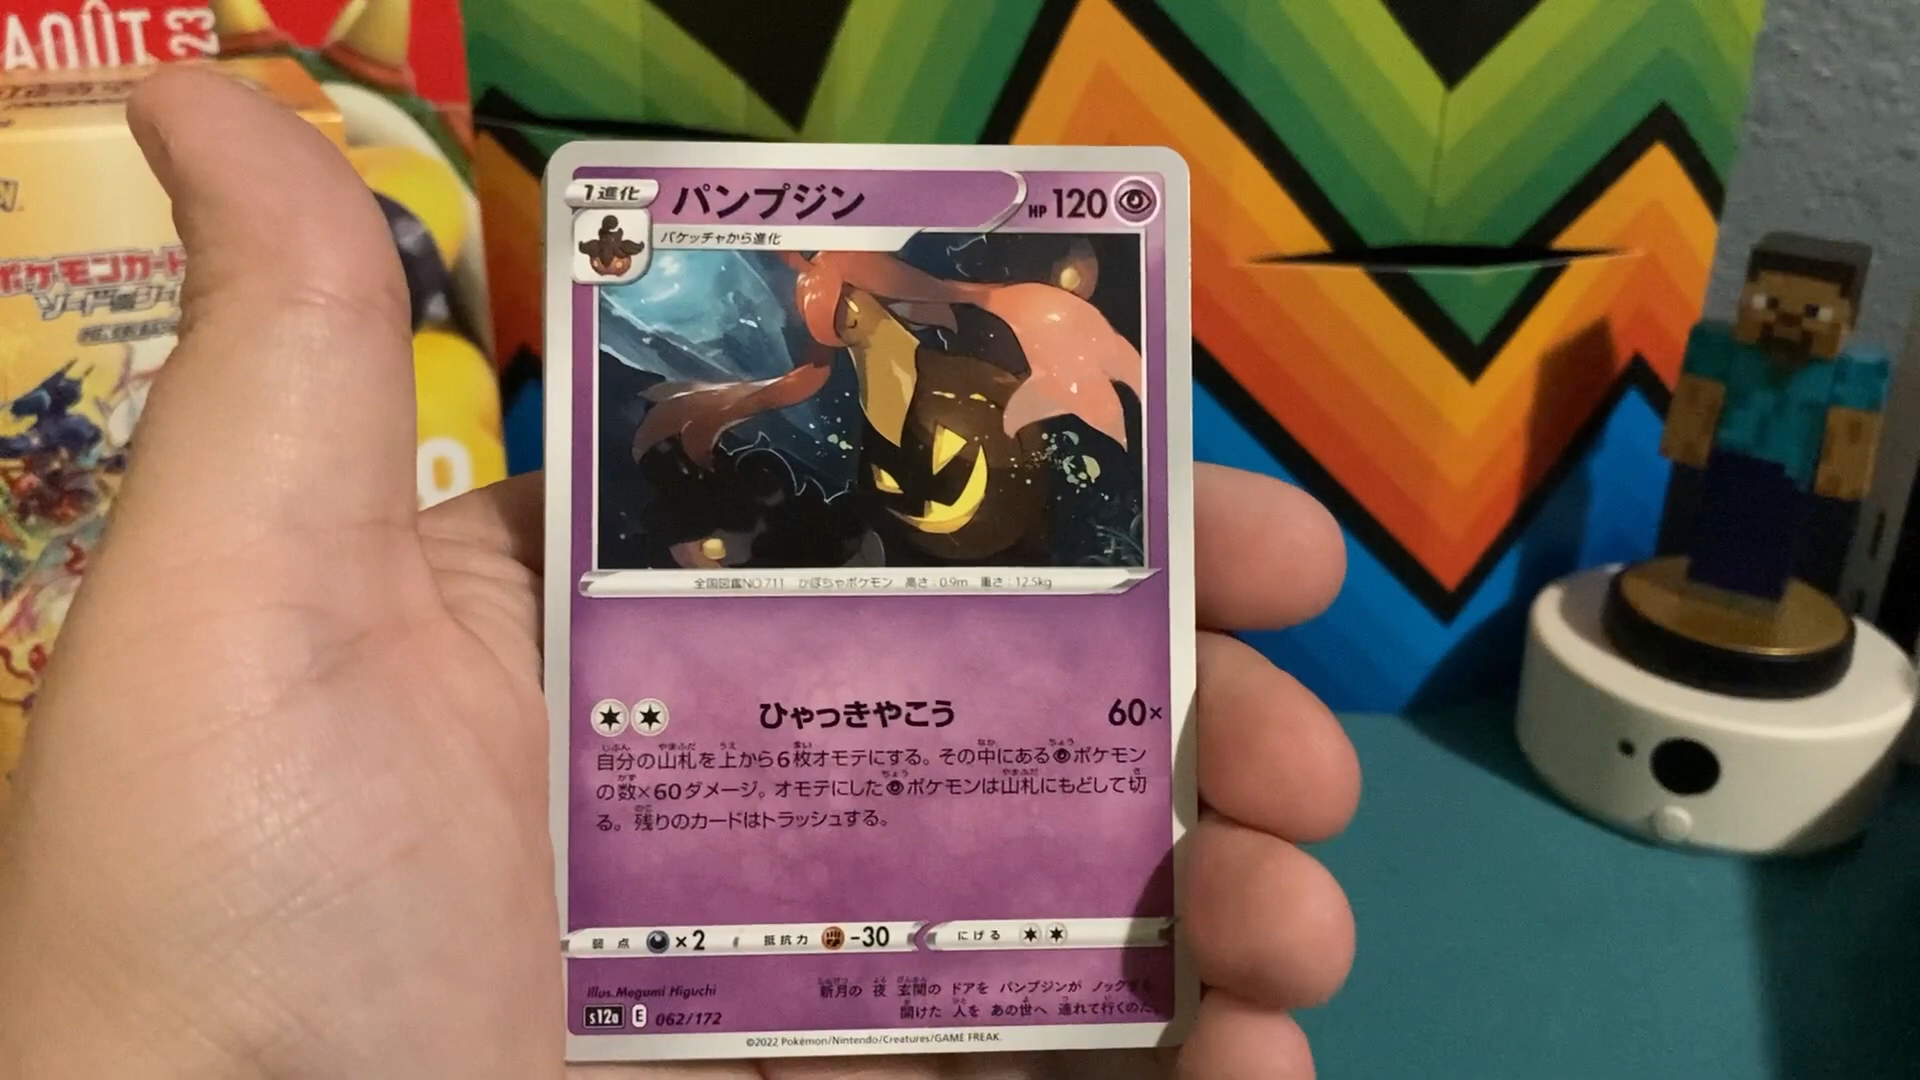 AOÛT 23
ポケモンカード
1進化
パンプジン
HP 120
バケッチャから進化
全国図鑑NO.711 かぼちゃポケモン 高さ:0.9m 重さ:12.5kg
ひゃっきやこう 60×
自分の山札を上から6枚オモテにする。その中にあるポケモン
の数×60ダメージ。オモテにしたポケモンは山札にもどして切
る。残りのカードはトラッシュする。
弱点 ×2 抵抗力 -30 にげる
Illus.Megumi Higuchi
新月の 夜 玄関の ドアを パンプジンが
開けた 人を あの世へ 連れて行くのだ
s12a E 062/172
©2022 Pokémon/Nintendo/Creatures/GAME FREAK.